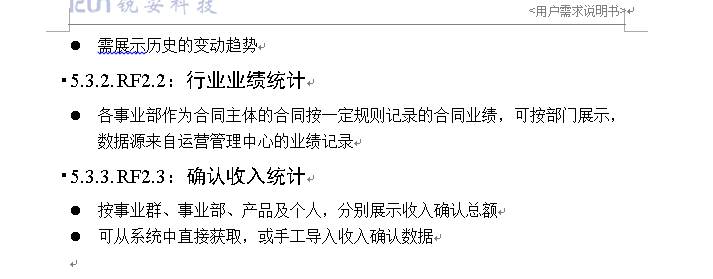 锐安科技
<用户需求说明书>
● 需展示历史的变动趋势
5.3.2. RF2.2：行业业绩统计
● 各事业部作为合同主体的合同按一定规则记录的合同业绩，可按部门展示，
数据源来自运营管理中心的业绩记录
5.3.3. RF2.3：确认收入统计
● 按事业群、事业部、产品及个人，分别展示收入确认总额
● 可从系统中直接获取，或手工导入收入确认数据